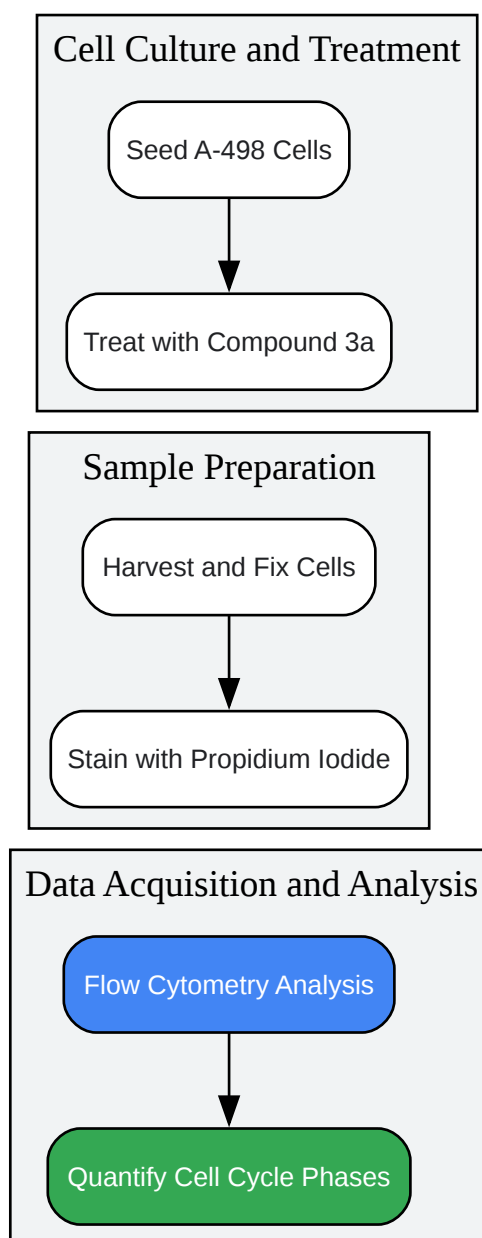 Cell Culture and Treatment
Seed A-498 Cells
Treat with Compound 3a
Sample Preparation
Harvest and Fix Cells
Stain with Propidium Iodide
Data Acquisition and Analysis
Flow Cytometry Analysis
Quantify Cell Cycle Phases